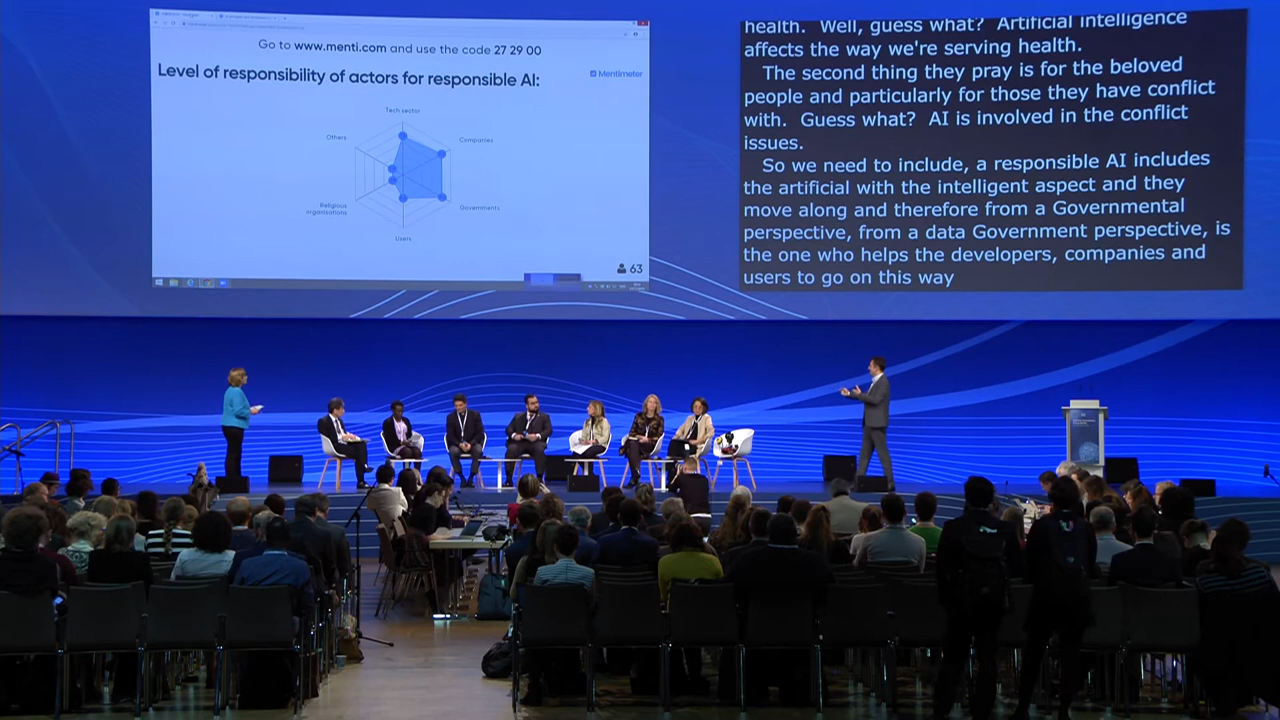 Go to www.menti.com and use the code 27 29 00
Level of responsibility of actors for responsible AI:
Mentimeter
Tech sector
Others
Companies
Religious
organisations
Governments
Users
63
health. Well, guess what? Artificial intelligence
affects the way we're serving health.
The second thing they pray is for the beloved
people and particularly for those they have conflict
with. Guess what? AI is involved in the conflict
issues.
So we need to include, a responsible AI includes
the artificial with the intelligent aspect and they
move along and therefore from a Governmental
perspective, from a data Government perspective, is
the one who helps the developers, companies and
users to go on this way